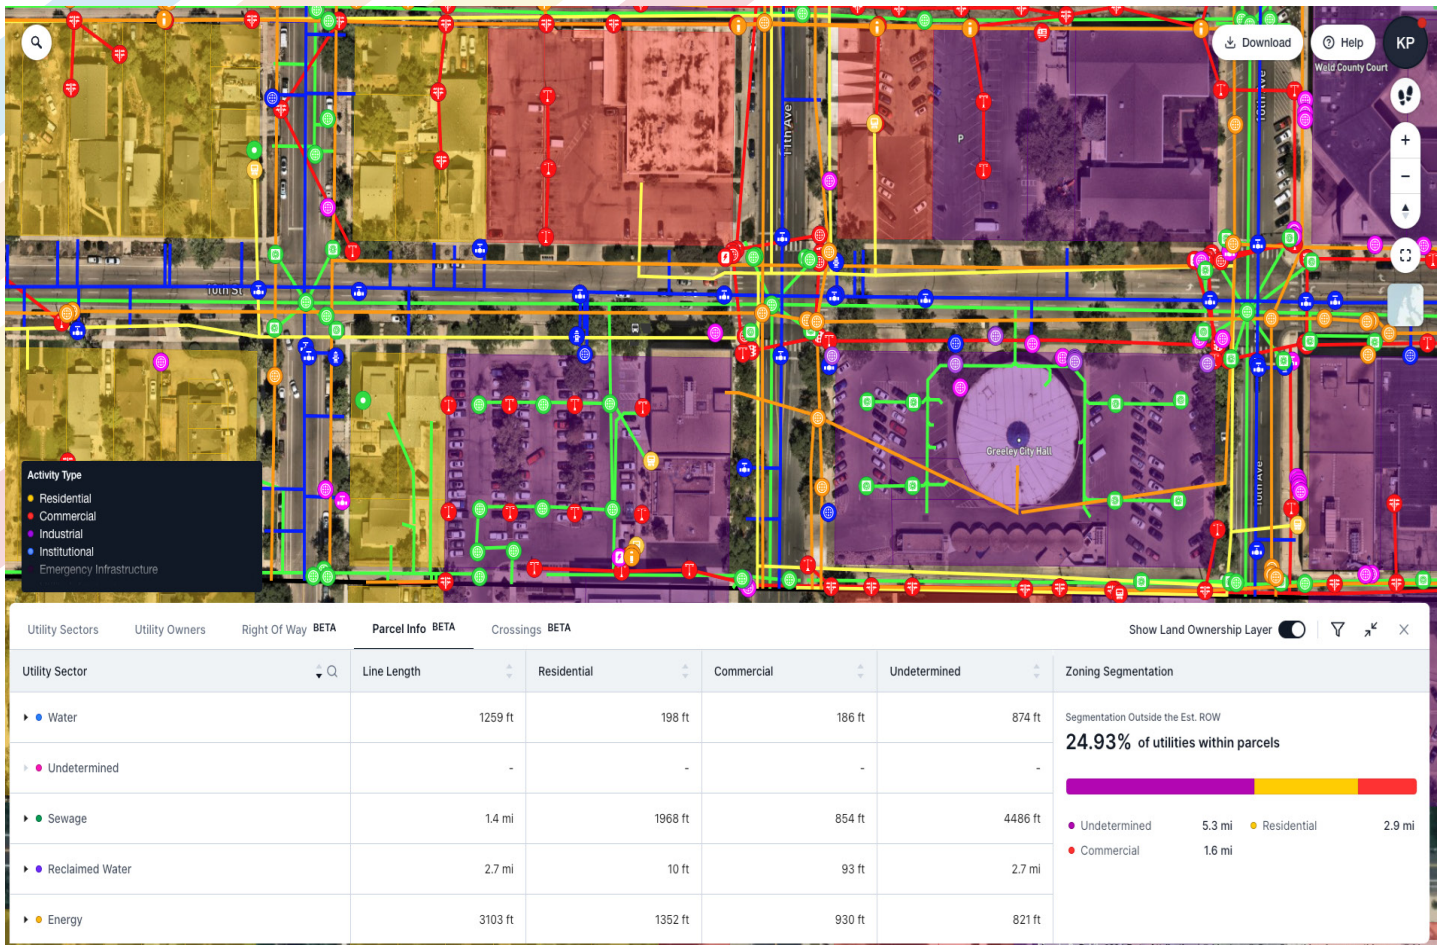 Download
Help
KP
Weld County Court
11th Ave
10th Ave
P
10th St
Greeley City Hall
10th Ave
Activity Type
Residential
Commercial
Industrial
Institutional
Emergency Infrastructure
Utility Sectors
Utility Owners
Right Of Way BETA
Parcel Info BETA
Crossings BETA
Show Land Ownership Layer
Utility Sector
Line Length
Residential
Commercial
Undetermined
Zoning Segmentation
Water
1259 ft
198 ft
186 ft
874 ft
Undetermined
-
-
-
-
Sewage
1.4 mi
1968 ft
854 ft
4486 ft
Reclaimed Water
2.7 mi
10 ft
93 ft
2.7 mi
Energy
3103 ft
1352 ft
930 ft
821 ft
Segmentation Outside the Est. ROW
24.93% of utilities within parcels
Undetermined 5.3 mi
Residential 2.9 mi
Commercial 1.6 mi